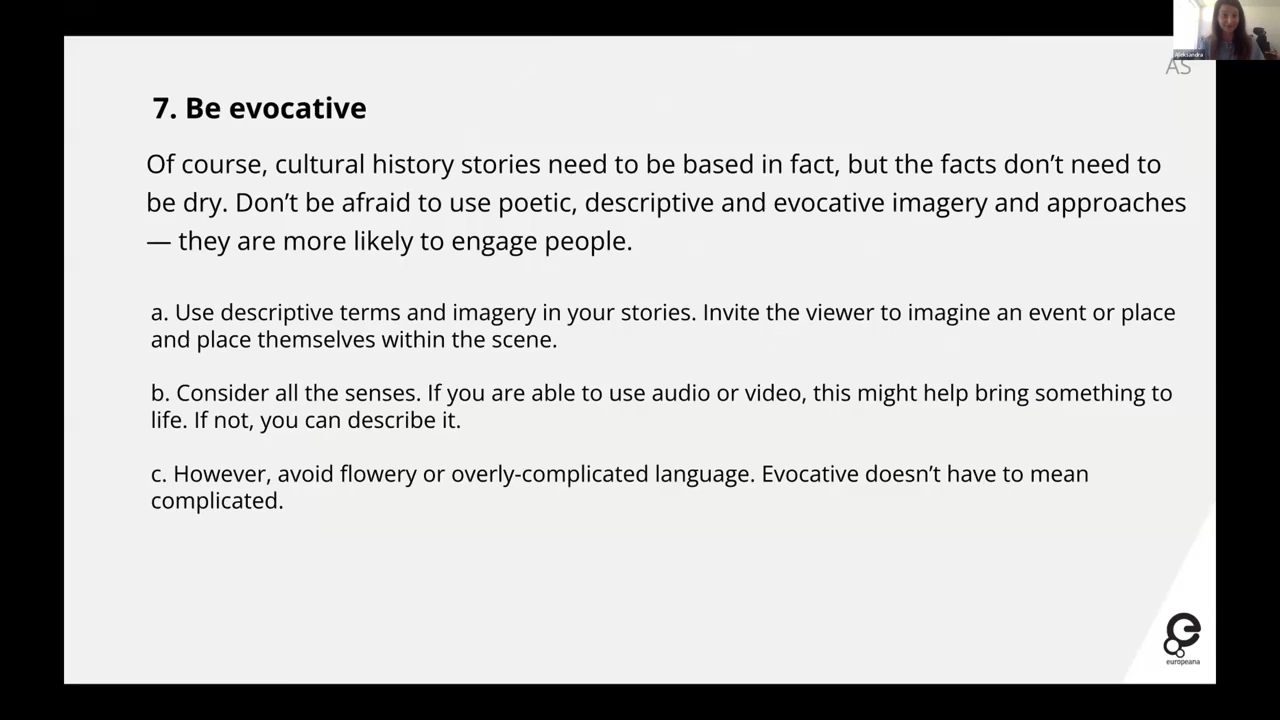 Aleksandra
AS
7. Be evocative
Of course, cultural history stories need to be based in fact, but the facts don’t need to
be dry. Don’t be afraid to use poetic, descriptive and evocative imagery and approaches
— they are more likely to engage people.
a. Use descriptive terms and imagery in your stories. Invite the viewer to imagine an event or place
and place themselves within the scene.
b. Consider all the senses. If you are able to use audio or video, this might help bring something to
life. If not, you can describe it.
c. However, avoid flowery or overly-complicated language. Evocative doesn’t have to mean
complicated.
europeana